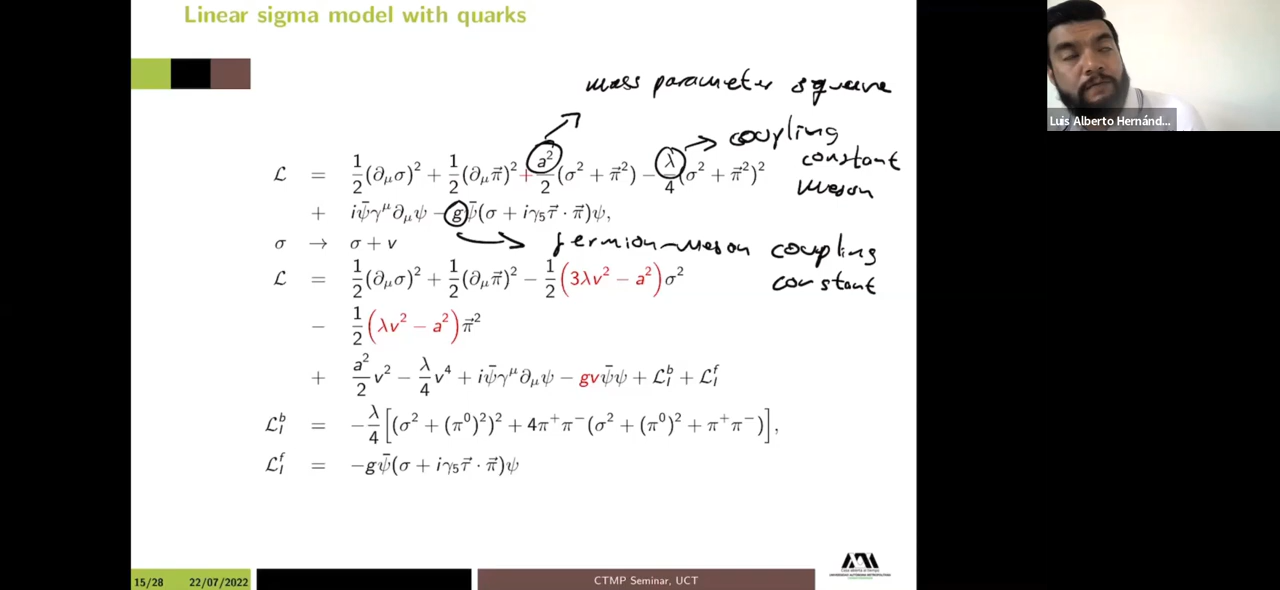 Linear sigma model with quarks
mass parameter square
Luis Alberto Hernánd...
coupling
constant
meson
ℒ = 1/2(∂_μσ)² + 1/2(∂_μπ⃗)² + a²/2(σ² + π⃗²) − λ/4(σ² + π⃗²)²
+ iψ̄γ^μ∂_μψ − gψ̄(σ + iγ₅τ⃗ · π⃗)ψ,
fermion-meson coupling
constant
σ → σ + v
ℒ = 1/2(∂_μσ)² + 1/2(∂_μπ⃗)² − 1/2(3λv² − a²)σ²
− 1/2(λv² − a²)π⃗²
+ a²/2 v² − λ/4 v⁴ + iψ̄γ^μ∂_μψ − gvψ̄ψ + ℒ_I^b + ℒ_I^f
ℒ_I^b = −λ/4[(σ² + (π⁰)²)² + 4π⁺π⁻(σ² + (π⁰)² + π⁺π⁻)],
ℒ_I^f = −gψ̄(σ + iγ₅τ⃗ · π⃗)ψ
15/28 22/07/2022
CTMP Seminar, UCT